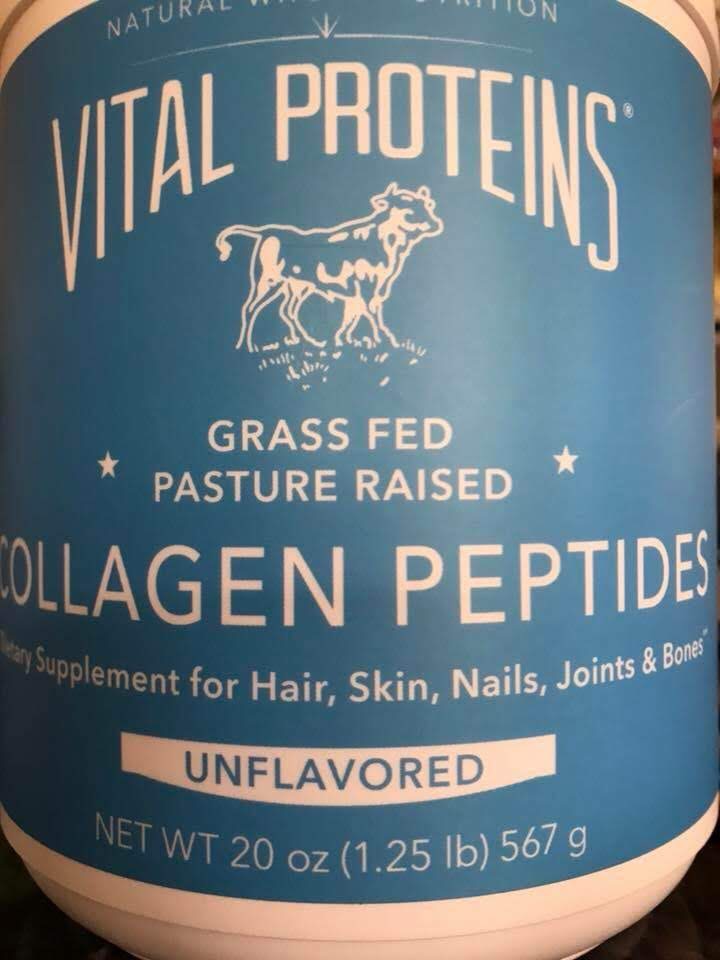 NATURAL
VITAL PROTEINS®
GRASS FED
PASTURE RAISED
COLLAGEN PEPTIDES
Supplement for Hair, Skin, Nails, Joints & Bones™
UNFLAVORED
NET WT 20 oz (1.25 lb) 567 g